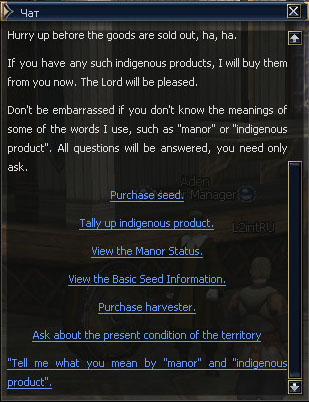 Чат
Hurry up before the goods are sold out, ha, ha.
If you have any such indigenous products, I will buy them
from you now. The Lord will be pleased.
Don't be embarrassed if you don't know the meanings of
some of the words I use, such as "manor" or "indigenous
product". All questions will be answered, you need only
ask.
Aden
Purchase seed.
Manor Manager
Tally up indigenous product.
L2intRU
View the Manor Status.
View the Basic Seed Information.
Purchase harvester.
Ask about the present condition of the territory
"Tell me what you mean by "manor" and "indigenous
product".